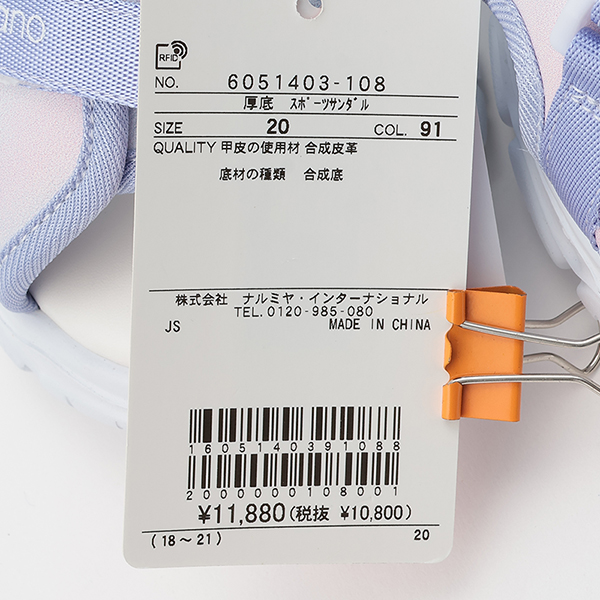 no.
RFID
NO. 6051403-108
厚底 スポーツサンダル
SIZE 20 COL. 91
QUALITY 甲皮の使用材 合成皮革
底材の種類 合成底
株式会社 ナルミヤ・インターナショナル
TEL.0120-985-080
JS MADE IN CHINA
1605140391088
2000000108001
¥11,880(税抜 ¥10,800)
(18～21) 20